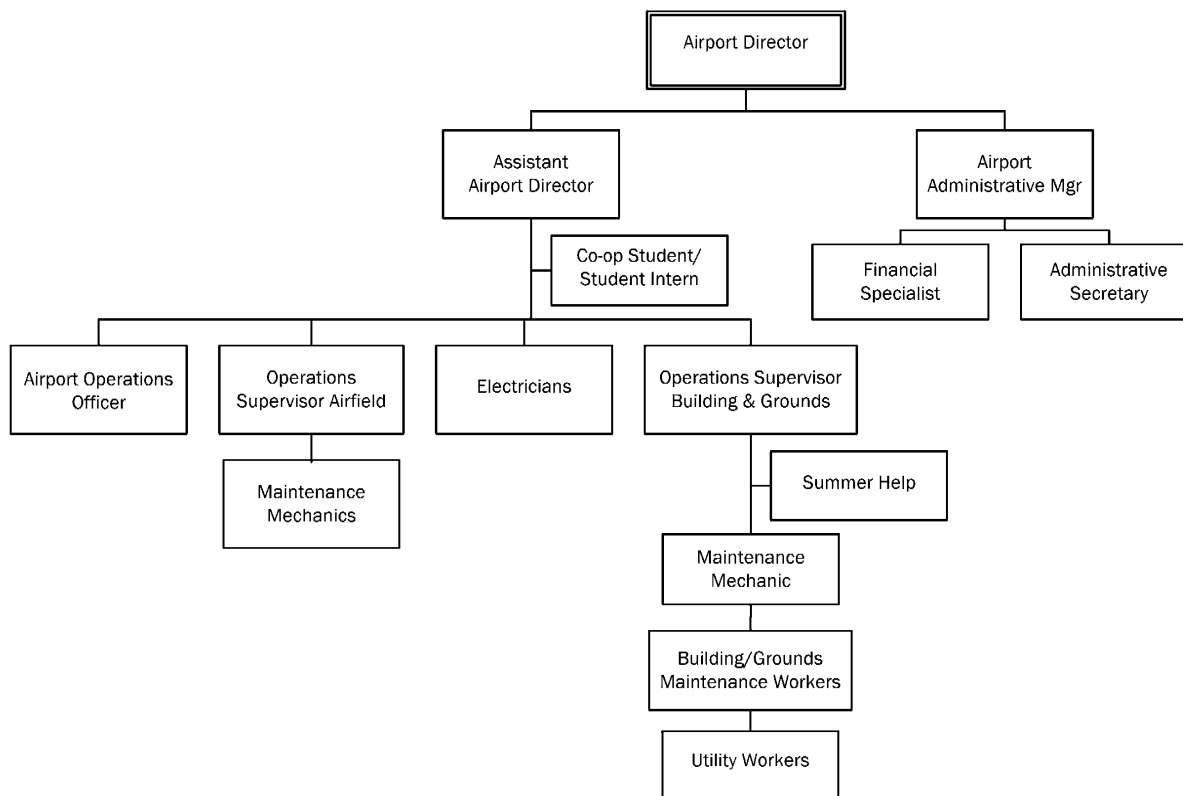 Airport Director
Assistant
Airport Director
Airport
Administrative Mgr
Co-op Student/
Student Intern
Financial
Specialist
Administrative
Secretary
Airport Operations
Officer
Operations
Supervisor Airfield
Electricians
Operations Supervisor
Building & Grounds
Maintenance
Mechanics
Summer Help
Maintenance
Mechanic
Building/Grounds
Maintenance Workers
Utility Workers